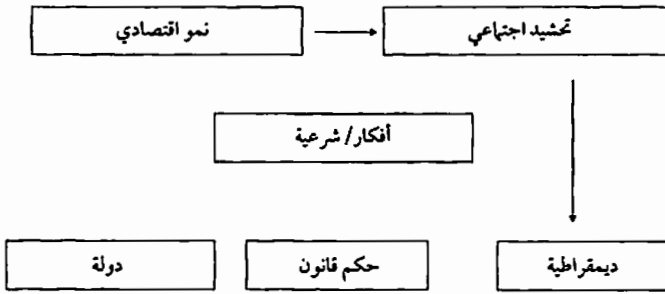 نمو اقتصادي
تحشيد اجتماعي
أفكار/ شرعية
دولة
حكم قانون
ديمقراطية